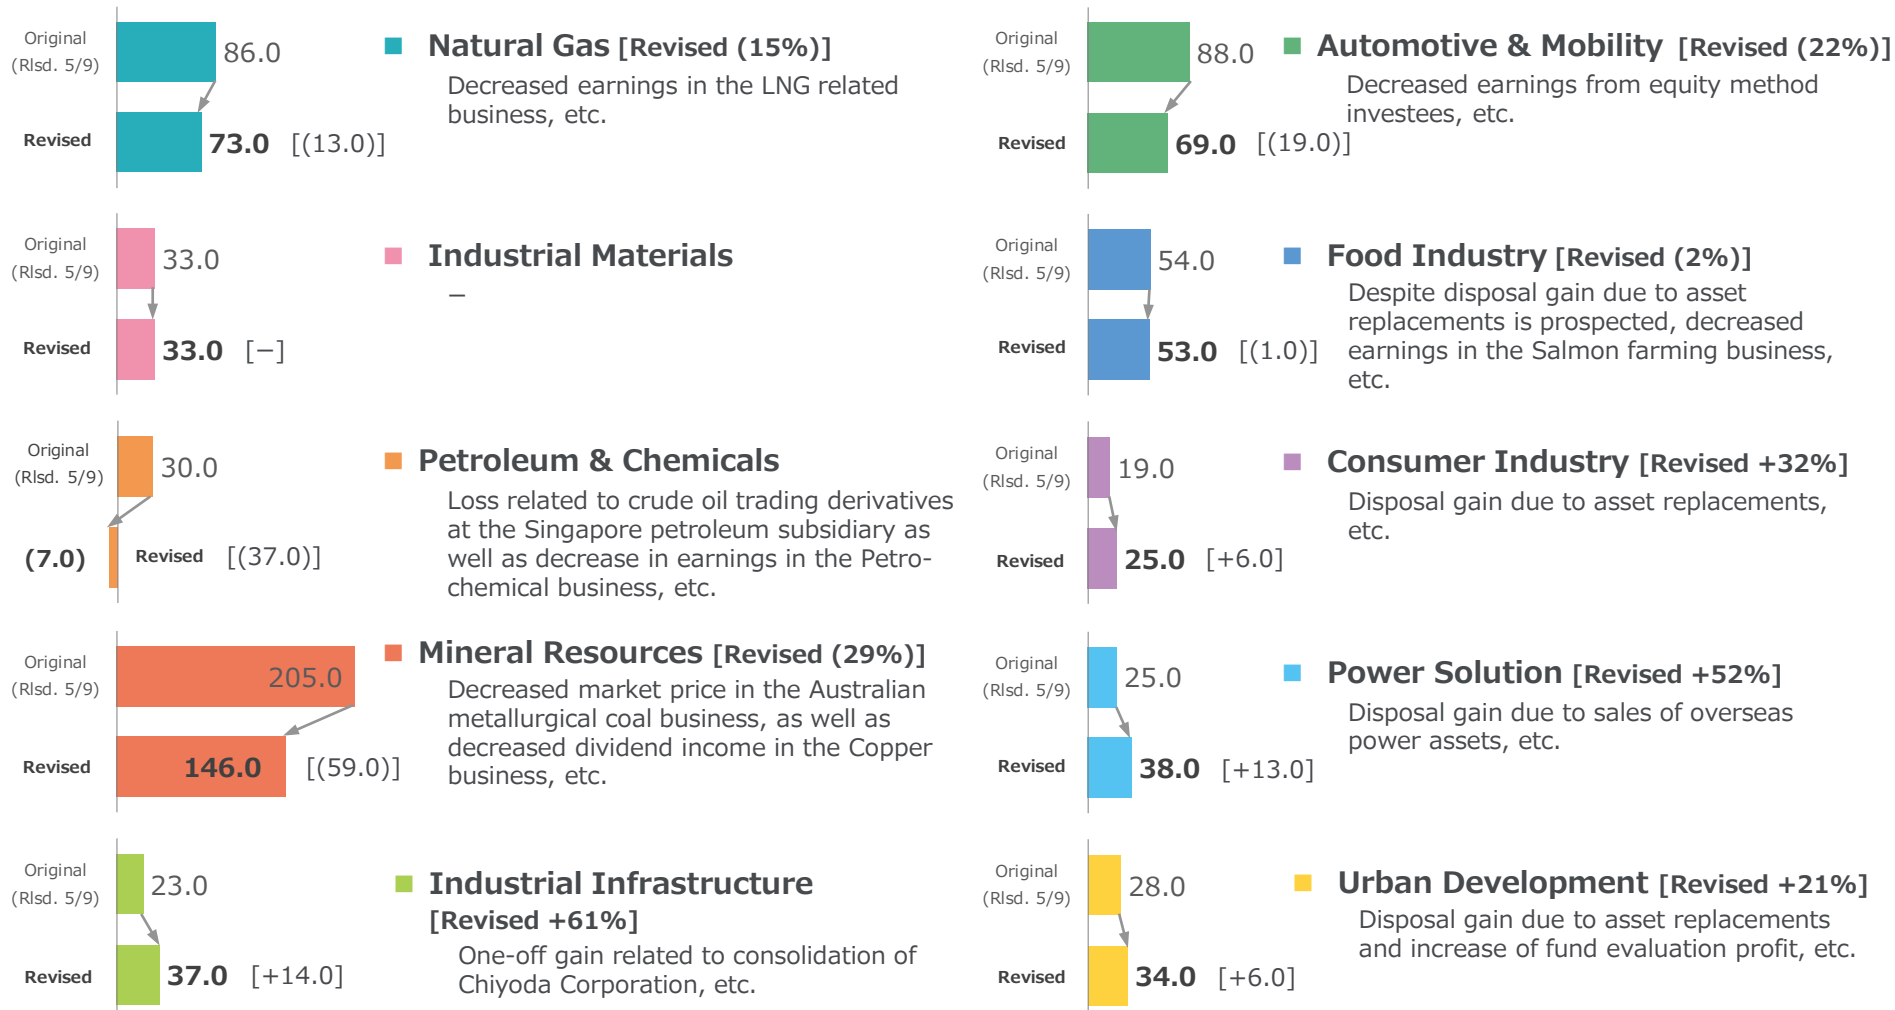 Original
(Rlsd. 5/9)
86.0
Revised
73.0 [(13.0)]
■ Natural Gas [Revised (15%)]
Decreased earnings in the LNG related
business, etc.
Original
(Rlsd. 5/9)
33.0
Revised
33.0 [−]
■ Industrial Materials
−
Original
(Rlsd. 5/9)
30.0
(7.0) Revised [(37.0)]
■ Petroleum & Chemicals
Loss related to crude oil trading derivatives
at the Singapore petroleum subsidiary as
well as decrease in earnings in the Petro-
chemical business, etc.
Original
(Rlsd. 5/9)
205.0
Revised
146.0 [(59.0)]
■ Mineral Resources [Revised (29%)]
Decreased market price in the Australian
metallurgical coal business, as well as
decreased dividend income in the Copper
business, etc.
Original
(Rlsd. 5/9)
23.0
Revised
37.0 [+14.0]
■ Industrial Infrastructure
[Revised +61%]
One-off gain related to consolidation of
Chiyoda Corporation, etc.
Original
(Rlsd. 5/9)
88.0
Revised
69.0 [(19.0)]
■ Automotive & Mobility [Revised (22%)]
Decreased earnings from equity method
investees, etc.
Original
(Rlsd. 5/9)
54.0
Revised
53.0 [(1.0)]
■ Food Industry [Revised (2%)]
Despite disposal gain due to asset
replacements is prospected, decreased
earnings in the Salmon farming business,
etc.
Original
(Rlsd. 5/9)
19.0
Revised
25.0 [+6.0]
■ Consumer Industry [Revised +32%]
Disposal gain due to asset replacements,
etc.
Original
(Rlsd. 5/9)
25.0
Revised
38.0 [+13.0]
■ Power Solution [Revised +52%]
Disposal gain due to sales of overseas
power assets, etc.
Original
(Rlsd. 5/9)
28.0
Revised
34.0 [+6.0]
■ Urban Development [Revised +21%]
Disposal gain due to asset replacements
and increase of fund evaluation profit, etc.